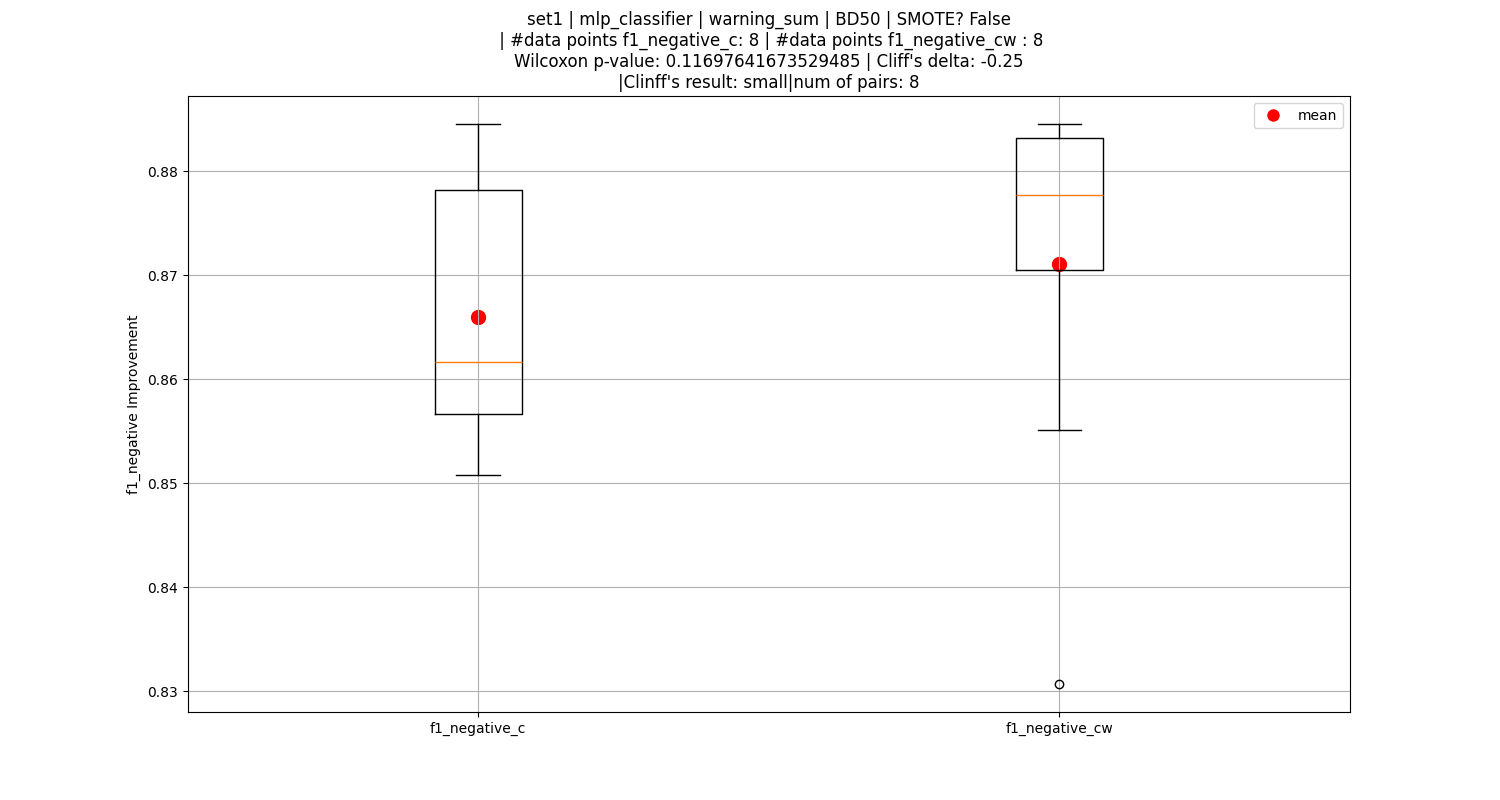 set1 | mlp_classifier | warning_sum | BD50 | SMOTE? False
| #data points f1_negative_c: 8 | #data points f1_negative_cw : 8
Wilcoxon p-value: 0.11697641673529485 | Cliff's delta: -0.25
|Clinff's result: small|num of pairs: 8
mean
0.88
0.87
0.86
0.85
0.84
0.83
f1_negative Improvement
f1_negative_c
f1_negative_cw